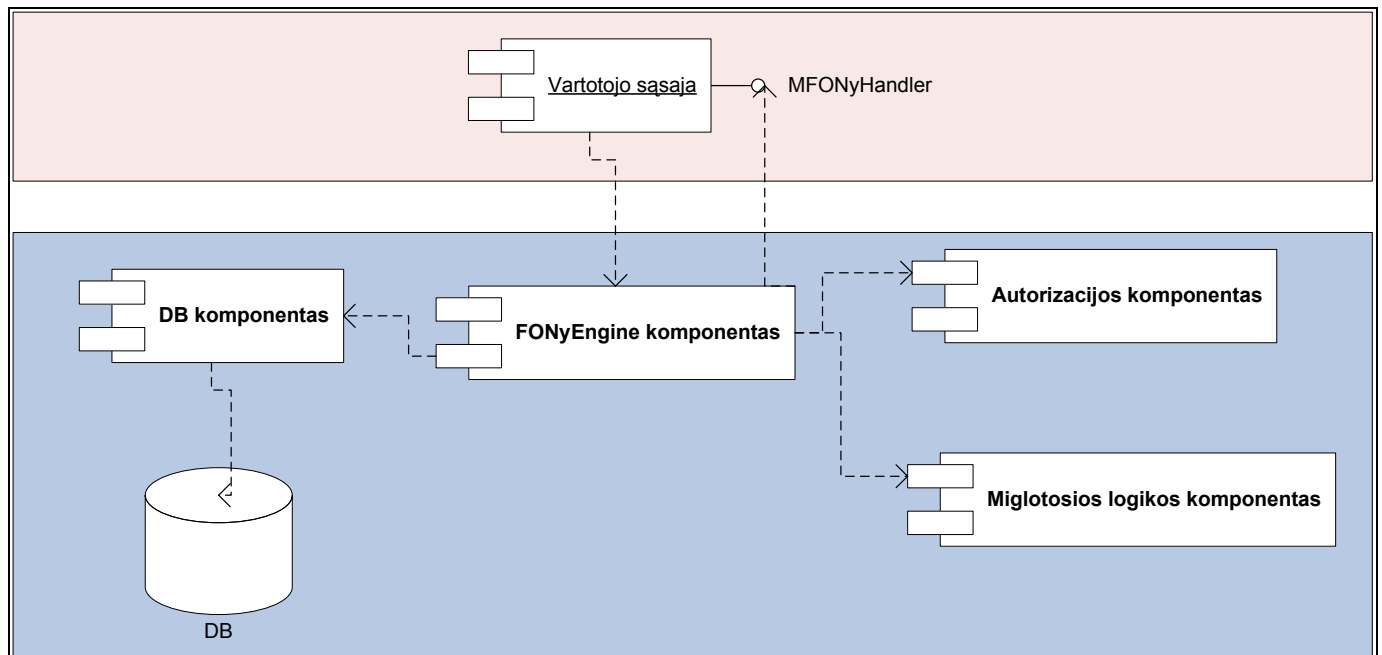 Vartotojo sąsaja
MFONyHandler
DB komponentas
FONyEngine komponentas
Autorizacijos komponentas
Miglotosios logikos komponentas
DB